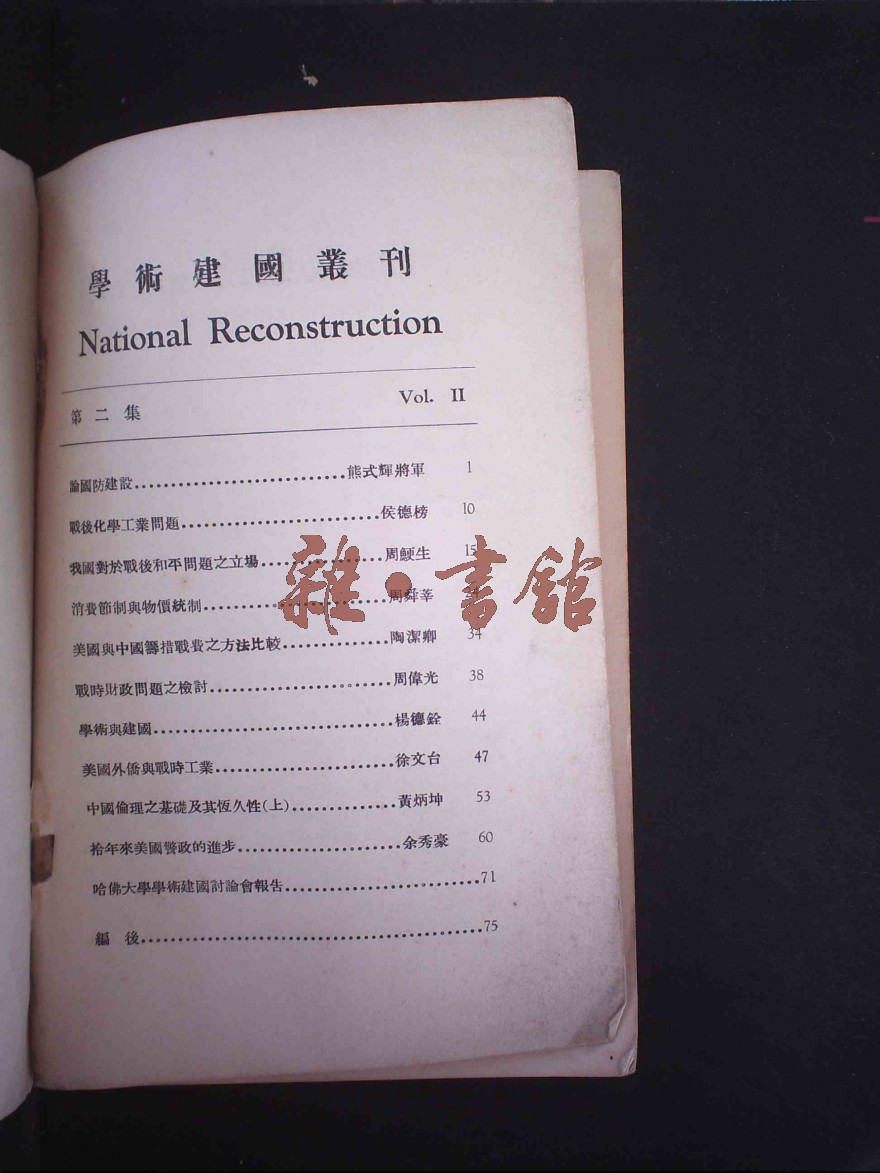 學術建國叢刊
National Reconstruction
第二集 Vol. II
論國防建設 熊式輝將軍 1
戰後化學工業問題 侯德榜 10
我國對於戰後和平問題之立場 周鯁生 15
消費節制與物價統制 周舜莘
美國與中國籌措戰費之方法比較 陶潔卿 34
戰時財政問題之檢討 周偉光 38
學術與建國 楊德銓 44
美國外僑與戰時工業 徐文台 47
中國倫理之基礎及其恆久性(上) 黃炳坤 53
拾年來美國警政的進步 余秀豪 60
哈佛大學學術建國討論會報告 71
編後 75
雜·書館